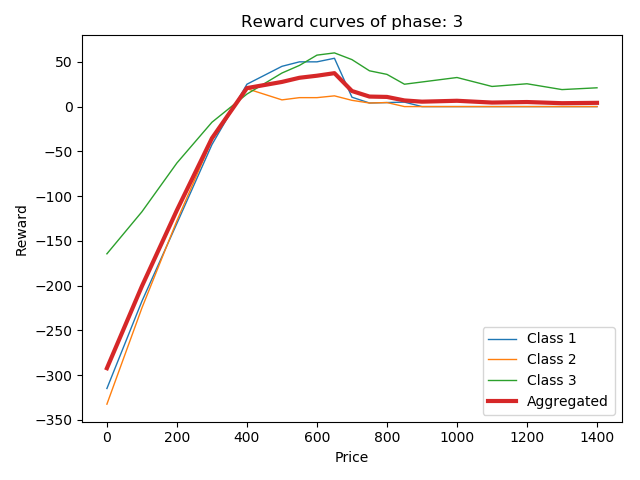 Reward curves of phase: 3
Reward
50
0
−50
−100
−150
−200
−250
−300
−350
0 200 400 600 800 1000 1200 1400
Price
Class 1
Class 2
Class 3
Aggregated